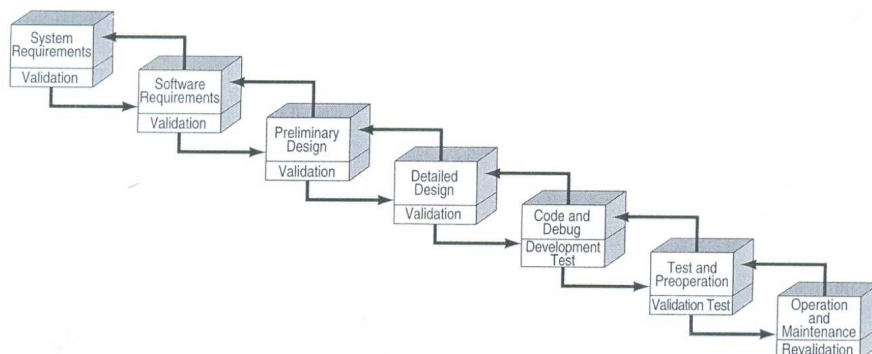 System
Requirements
Validation
Software
Requirements
Validation
Preliminary
Design
Validation
Detailed
Design
Validation
Code and
Debug
Development
Test
Test and
Preoperation
Validation Test
Operation
and
Maintenance
Revalidation